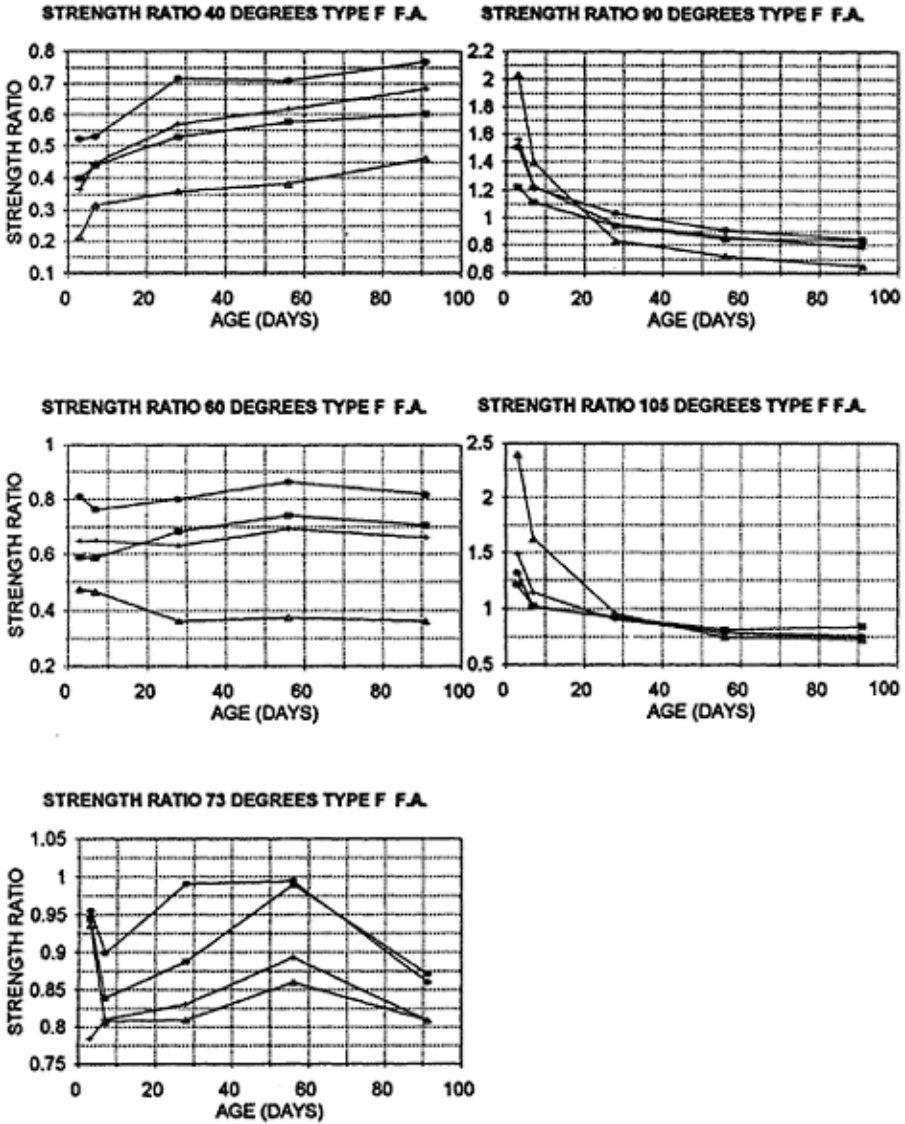 STRENGTH RATIO 40 DEGREES TYPE F F.A.
STRENGTH RATIO
0.8
0.7
0.6
0.5
0.4
0.3
0.2
0.1
0 20 40 60 80 100
AGE (DAYS)
STRENGTH RATIO 90 DEGREES TYPE F F.A.
2.2
2
1.8
1.6
1.4
1.2
1
0.8
0.6
0 20 40 60 80 100
AGE (DAYS)
STRENGTH RATIO 60 DEGREES TYPE F F.A.
STRENGTH RATIO
1
0.8
0.6
0.4
0.2
0 20 40 60 80 100
AGE (DAYS)
STRENGTH RATIO 105 DEGREES TYPE F F.A.
2.5
2
1.5
1
0.5
0 20 40 60 80 100
AGE (DAYS)
STRENGTH RATIO 73 DEGREES TYPE F F.A.
STRENGTH RATIO
1.05
1
0.95
0.9
0.85
0.8
0.75
0 20 40 60 80 100
AGE (DAYS)